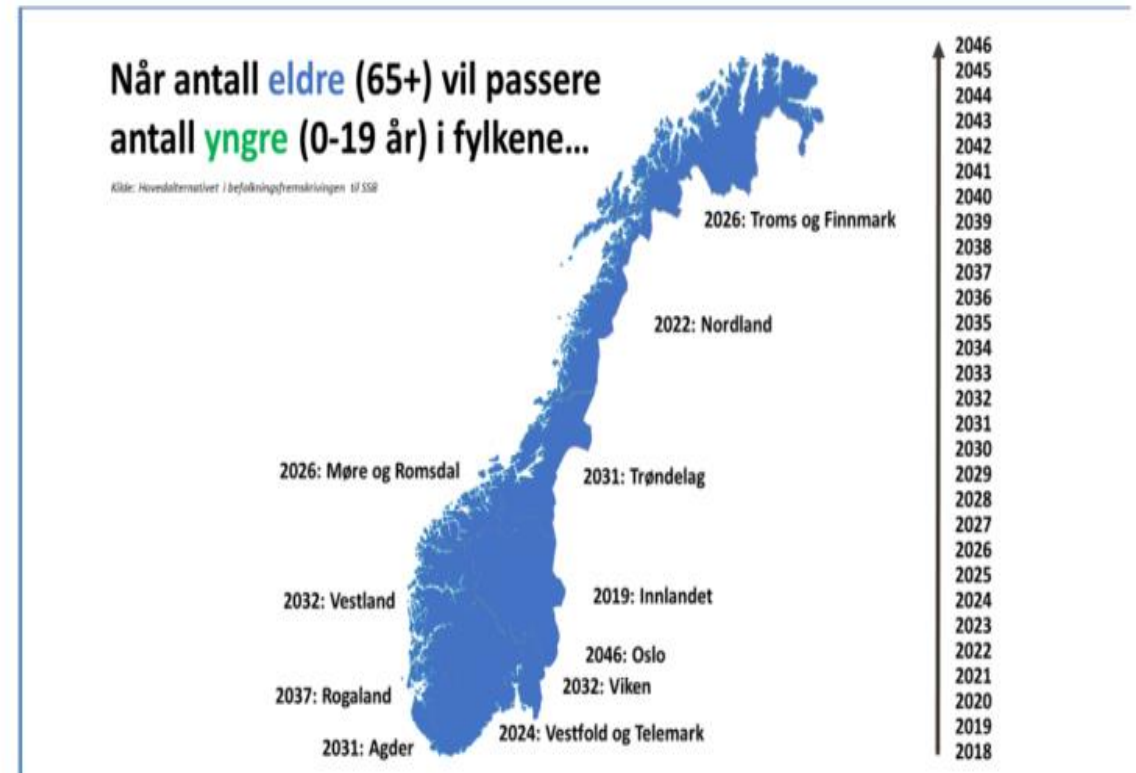 Når antall eldre (65+) vil passere
antall yngre (0-19 år) i fylkene...
Kilde: Hovedalternativet i befolkningsfremskrivingen til SSB
2026: Troms og Finnmark
2022: Nordland
2026: Møre og Romsdal
2031: Trøndelag
2032: Vestland
2019: Innlandet
2046: Oslo
2037: Rogaland
2032: Viken
2024: Vestfold og Telemark
2031: Agder
2046
2045
2044
2043
2042
2041
2040
2039
2038
2037
2036
2035
2034
2033
2032
2031
2030
2029
2028
2027
2026
2025
2024
2023
2022
2021
2020
2019
2018